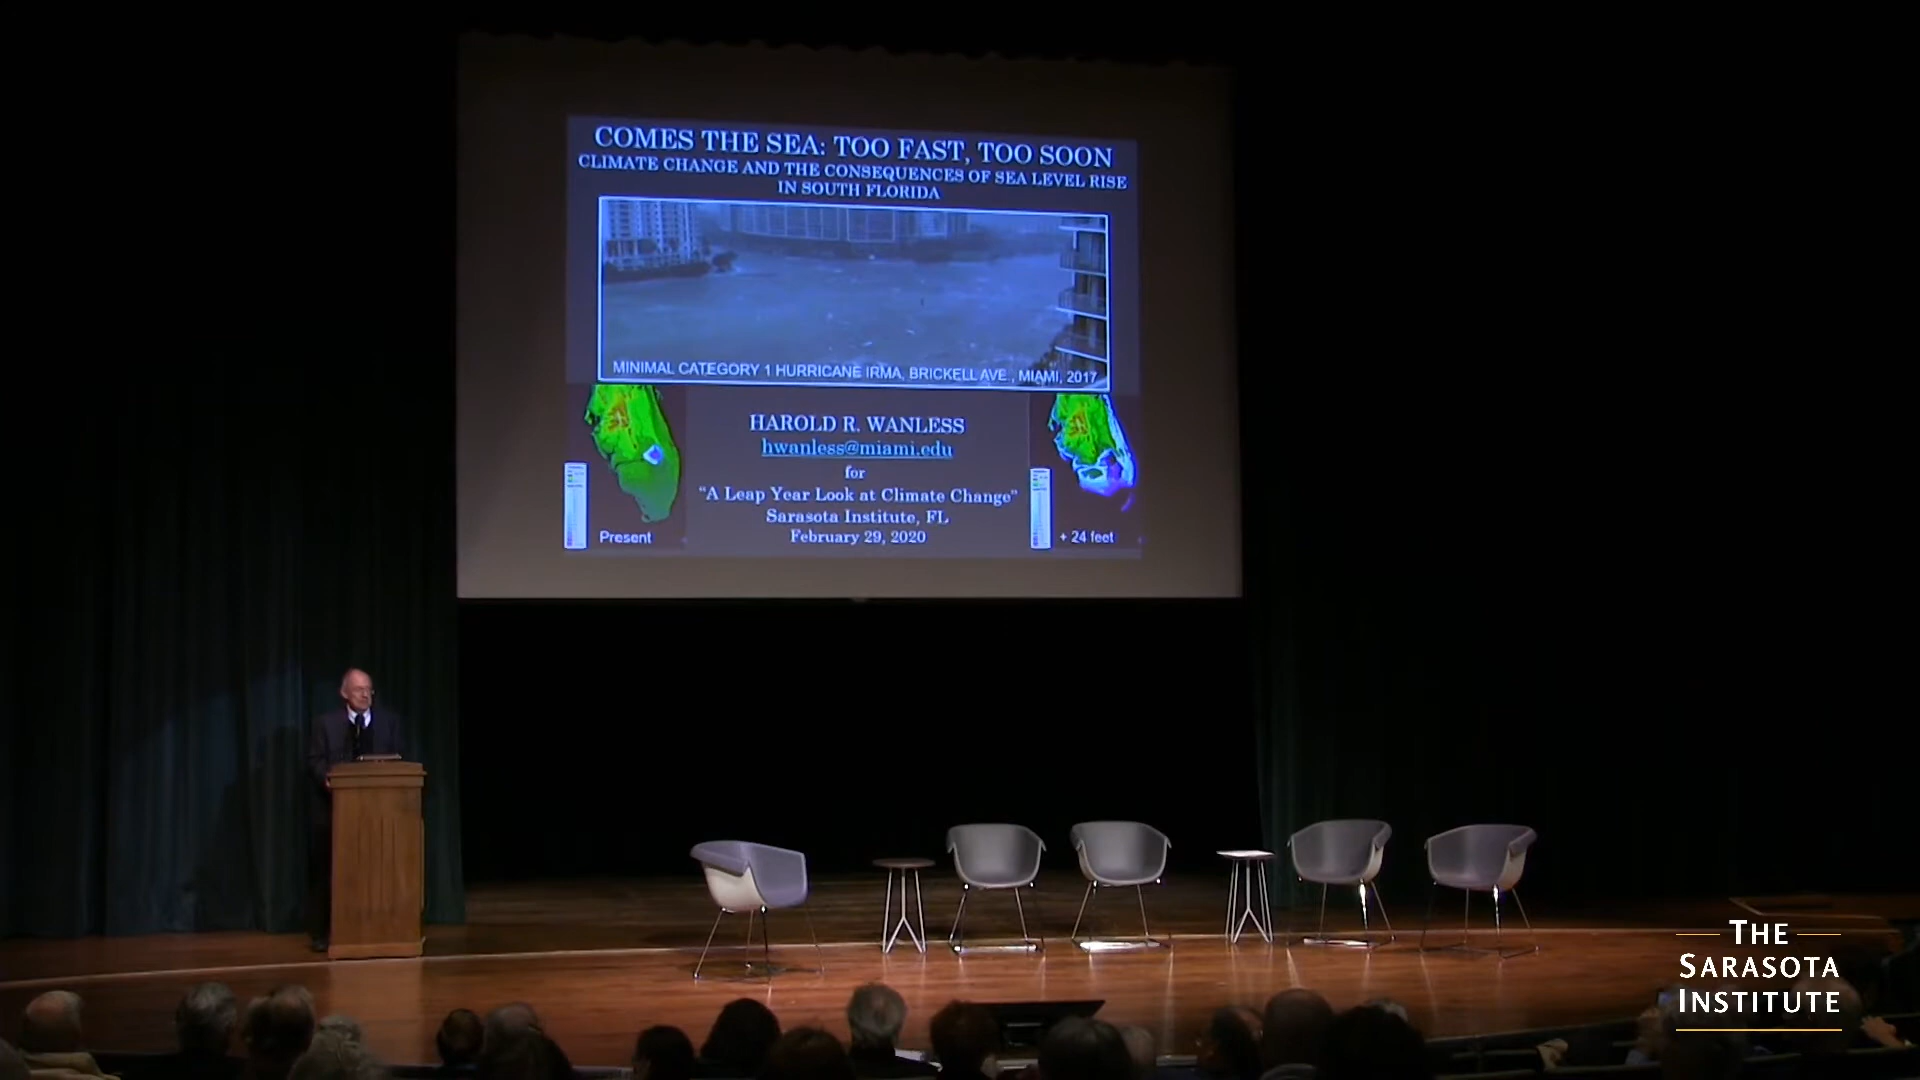 COMES THE SEA: TOO FAST, TOO SOON
CLIMATE CHANGE AND THE CONSEQUENCES OF SEA LEVEL RISE
IN SOUTH FLORIDA
MINIMAL CATEGORY 1 HURRICANE IRMA, BRICKELL AVE., MIAMI, 2017
HAROLD R. WANLESS
hwanless@miami.edu
for
“A Leap Year Look at Climate Change”
Sarasota Institute, FL
February 29, 2020
Present
+ 24 feet
THE
SARASOTA
INSTITUTE